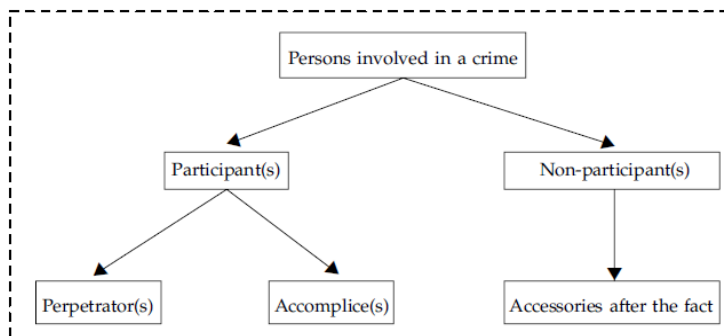 Persons involved in a crime
Participant(s)
Non-participant(s)
Perpetrator(s)
Accomplice(s)
Accessories after the fact